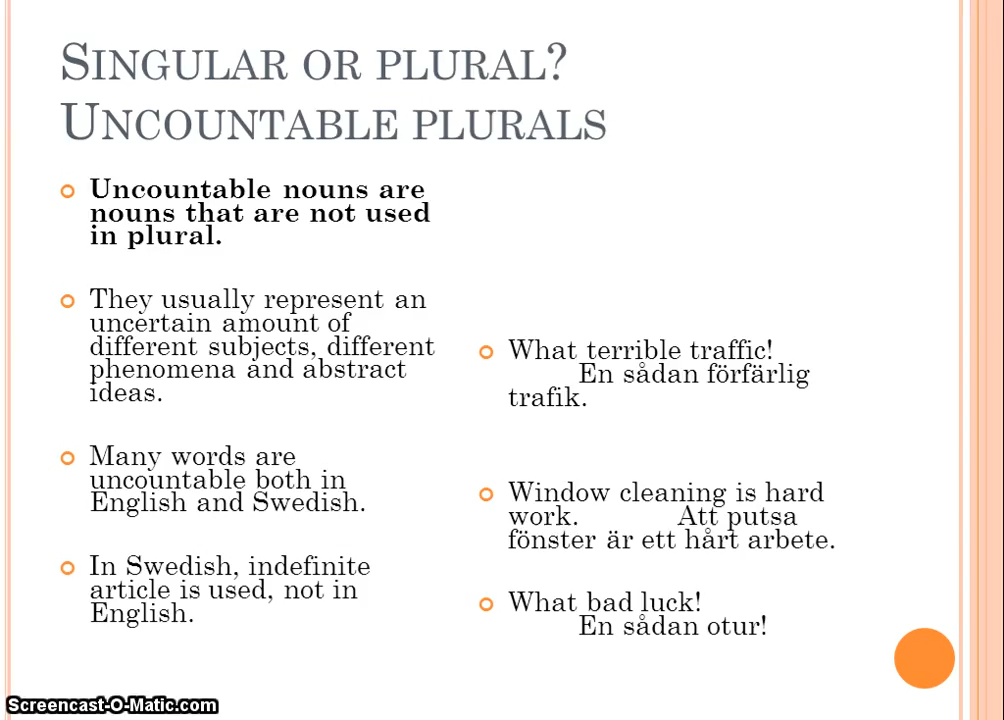 SINGULAR OR PLURAL?
UNCOUNTABLE PLURALS
Uncountable nouns are
nouns that are not used
in plural.
They usually represent an
uncertain amount of
different subjects, different
phenomena and abstract
ideas.
Many words are
uncountable both in
English and Swedish.
In Swedish, indefinite
article is used, not in
English.
What terrible traffic!
En sådan förfärlig
trafik.
Window cleaning is hard
work. Att putsa
fönster är ett hårt arbete.
What bad luck!
En sådan otur!
Screencast-O-Matic.com